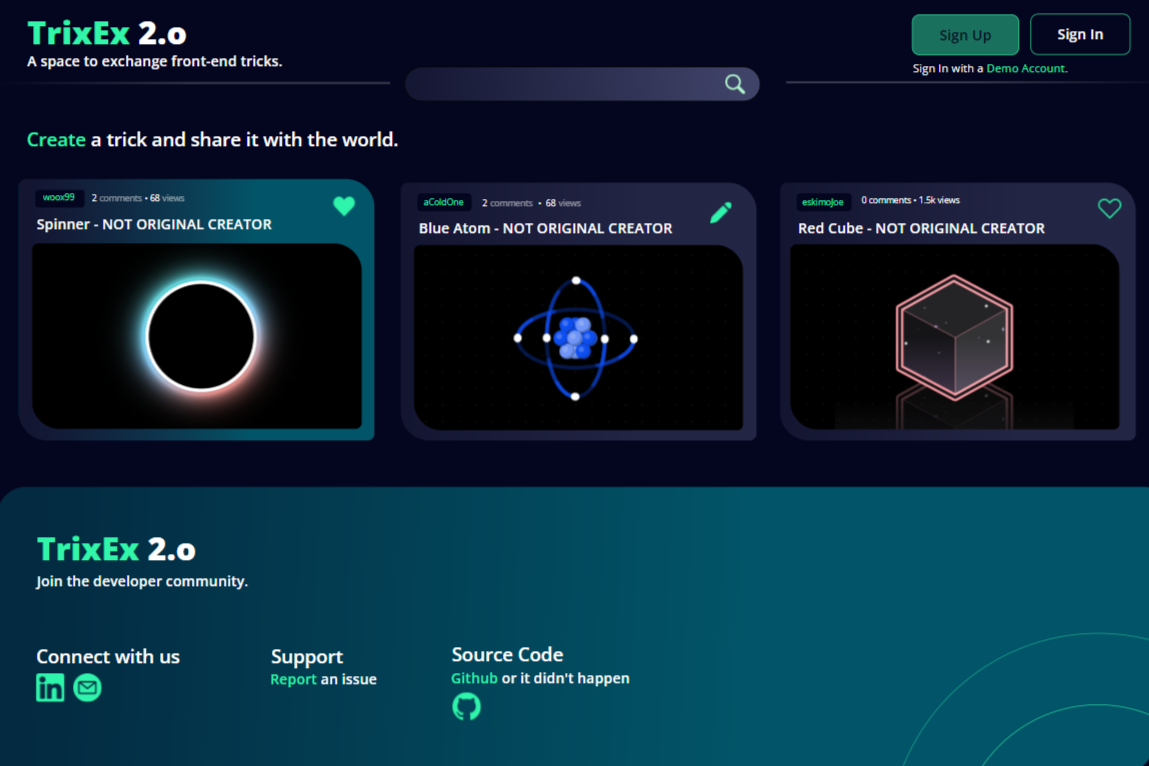 TrixEx 2.o
A space to exchange front-end tricks.
Sign Up
Sign In
Sign In with a Demo Account.
Create a trick and share it with the world.
woox99
2 comments • 68 views
Spinner - NOT ORIGINAL CREATOR
aColdOne
2 comments • 68 views
Blue Atom - NOT ORIGINAL CREATOR
eskimoJoe
0 comments • 1.5k views
Red Cube - NOT ORIGINAL CREATOR
TrixEx 2.o
Join the developer community.
Connect with us
in
Support
Report an issue
Source Code
Github or it didn't happen